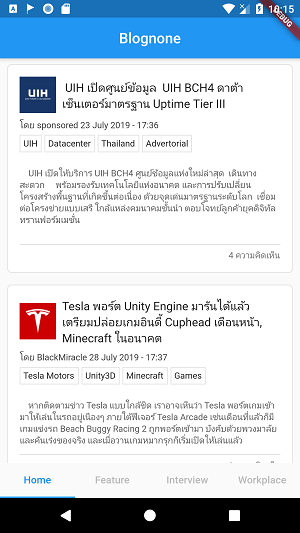 10:15
DEBUG
Blognone
UIH
UIH เปิดศูนย์ข้อมูล UIH BCH4 ดาต้า
เซ็นเตอร์มาตรฐาน Uptime Tier III
โดย sponsored 23 July 2019 - 17:36
UIH Datacenter Thailand Advertorial
UIH เปิดให้บริการ UIH BCH4 ศูนย์ข้อมูลแห่งใหม่ล่าสุด เดินทาง
สะดวก พร้อมรองรับเทคโนโลยีแห่งอนาคต และการปรับเปลี่ยน
โครงสร้างพื้นฐานที่เกิดขึ้นต่อเนื่อง ด้วยจุดเด่นมาตรฐานระดับโลก เชื่อม
ต่อโครงข่ายแบบเสรี ใกล้แหล่งคมนาคมชั้นนำ ตอบโจทย์ลูกค้ายุคดิจิทัล
ทรานฟอร์มเมชั่น
4 ความคิดเห็น
Tesla พอร์ต Unity Engine มารันได้แล้ว
เตรียมปล่อยเกมอินดี้ Cuphead เดือนหน้า,
Minecraft ในอนาคต
โดย BlackMiracle 28 July 2019 - 17:37
Tesla Motors Unity3D Minecraft Games
หากติดตามข่าว Tesla แบบใกล้ชิด เราอาจเห็นว่า Tesla พอร์ตเกมเข้า
มาให้เล่นในรถอยู่เนืองๆ ภายใต้ฟีเจอร์ Tesla Arcade เช่นเดือนที่แล้วก็มี
เกมแข่งรถ Beach Buggy Racing 2 ถูกพอร์ตเข้ามา บังคับด้วยพวงมาลัย
และคันเร่งของจริง และเมื่อวานเกมหมากรุกก็เริ่มเปิดให้เล่นแล้ว
Home Feature Interview Workplace